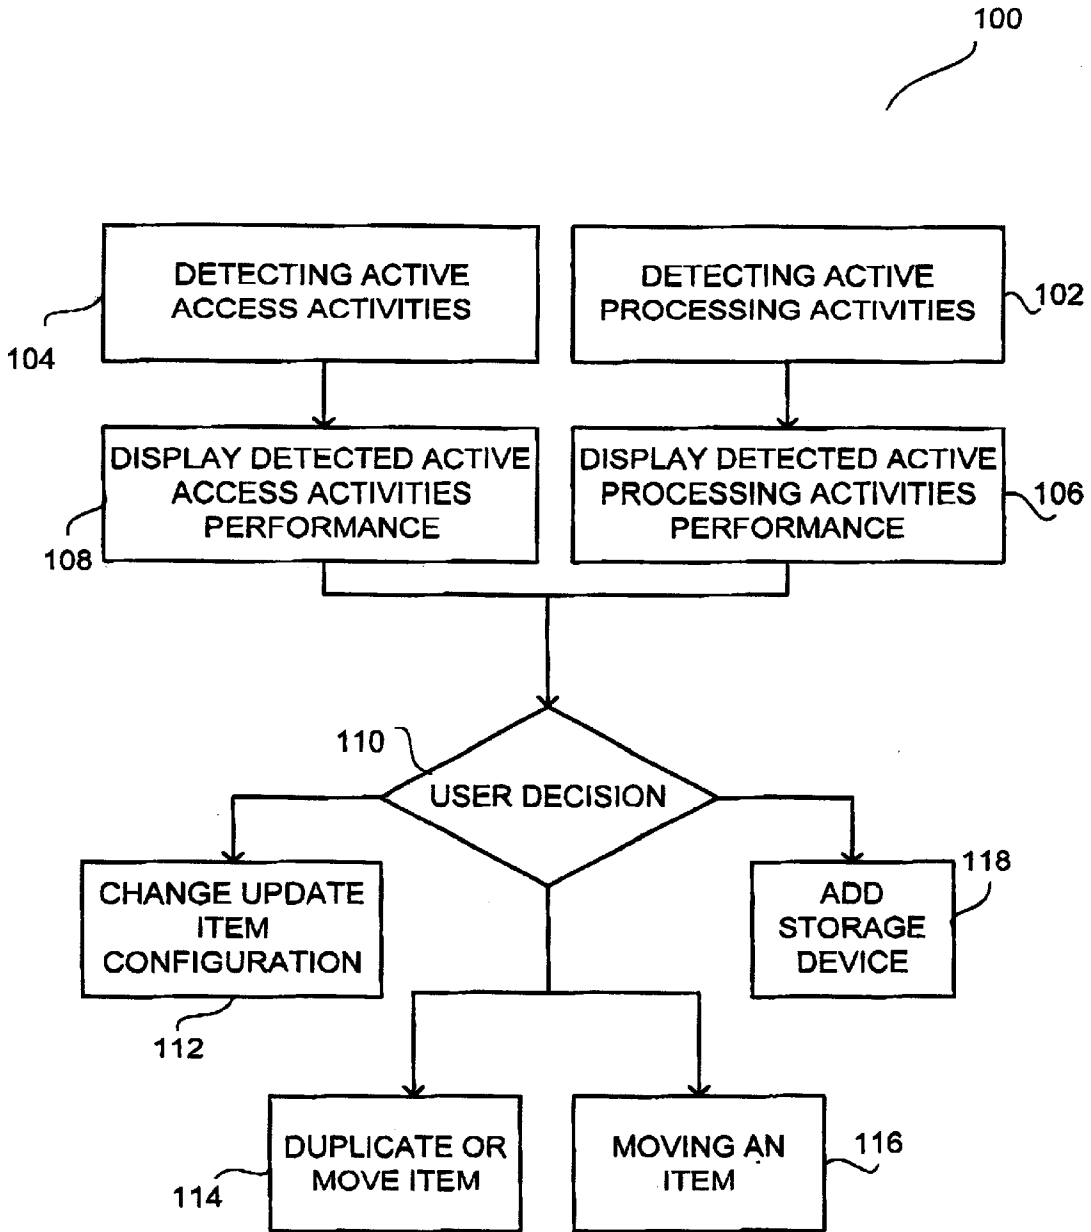 100
DETECTING ACTIVE
ACCESS ACTIVITIES
104
DETECTING ACTIVE
PROCESSING ACTIVITIES
102
DISPLAY DETECTED ACTIVE
ACCESS ACTIVITIES
PERFORMANCE
108
DISPLAY DETECTED ACTIVE
PROCESSING ACTIVITIES
PERFORMANCE
106
110
USER DECISION
CHANGE UPDATE
ITEM
CONFIGURATION
112
ADD
STORAGE
DEVICE
118
DUPLICATE OR
MOVE ITEM
114
MOVING AN
ITEM
116